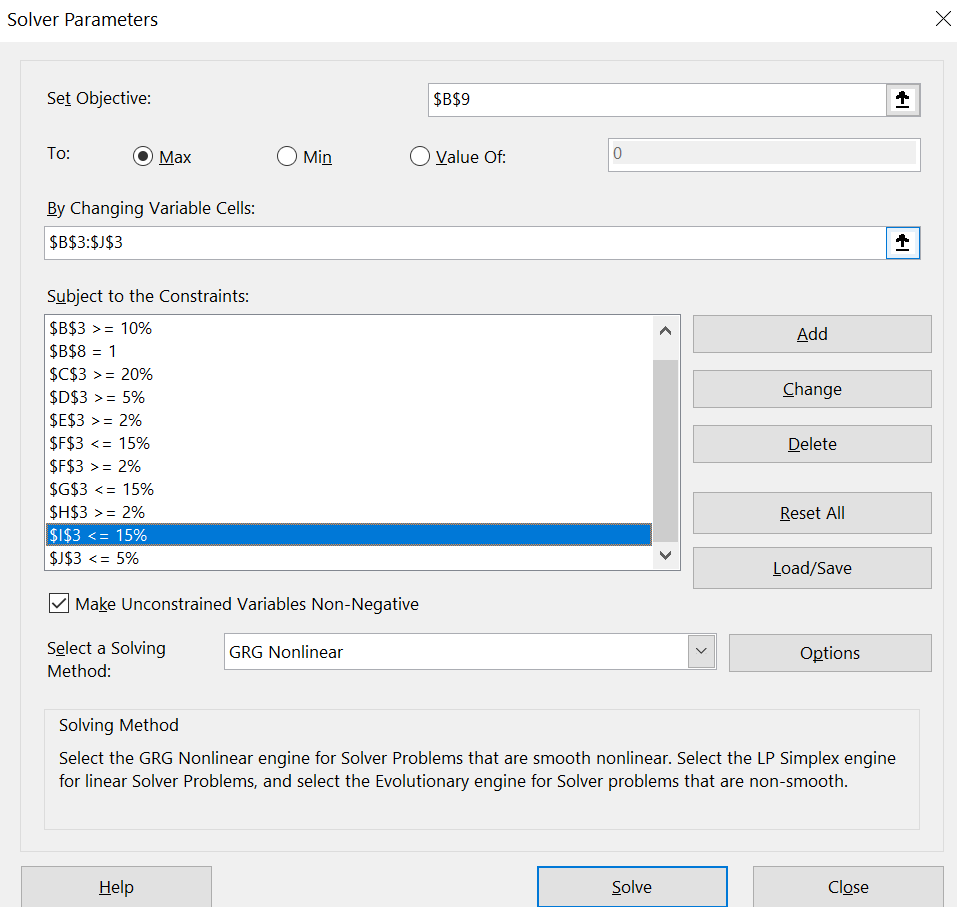 Solver Parameters
Set Objective:
$B$9
To:
Max
Min
Value Of:
0
By Changing Variable Cells:
$B$3:$J$3
Subject to the Constraints:
$B$3 >= 10%
$B$8 = 1
$C$3 >= 20%
$D$3 >= 5%
$E$3 >= 2%
$F$3 <= 15%
$F$3 >= 2%
$G$3 <= 15%
$H$3 >= 2%
$I$3 <= 15%
$J$3 <= 5%
Add
Change
Delete
Reset All
Load/Save
Make Unconstrained Variables Non-Negative
Select a Solving
Method:
GRG Nonlinear
Options
Solving Method
Select the GRG Nonlinear engine for Solver Problems that are smooth nonlinear. Select the LP Simplex engine
for linear Solver Problems, and select the Evolutionary engine for Solver problems that are non-smooth.
Help
Solve
Close